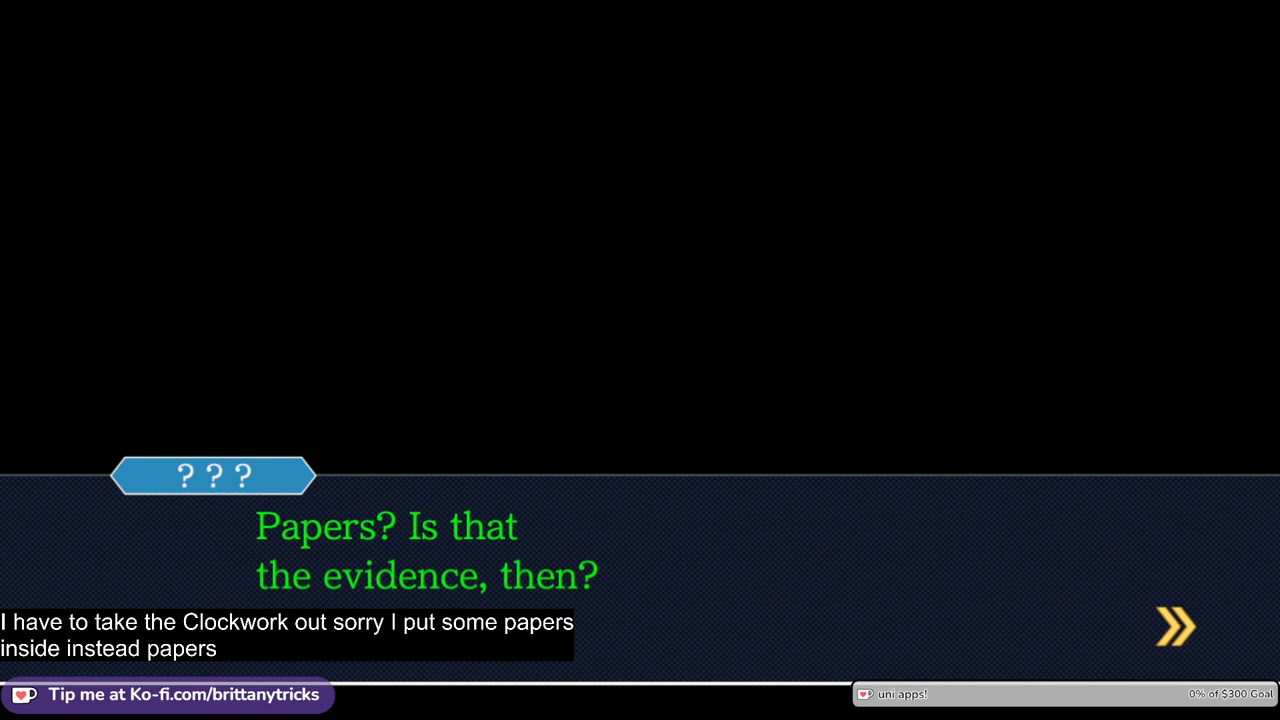 ? ? ?
Papers? Is that
the evidence, then?
I have to take the Clockwork out sorry I put some papers
inside instead papers
Tip me at Ko-fi.com/brittanytricks
uni apps!
0% of $300 Goal